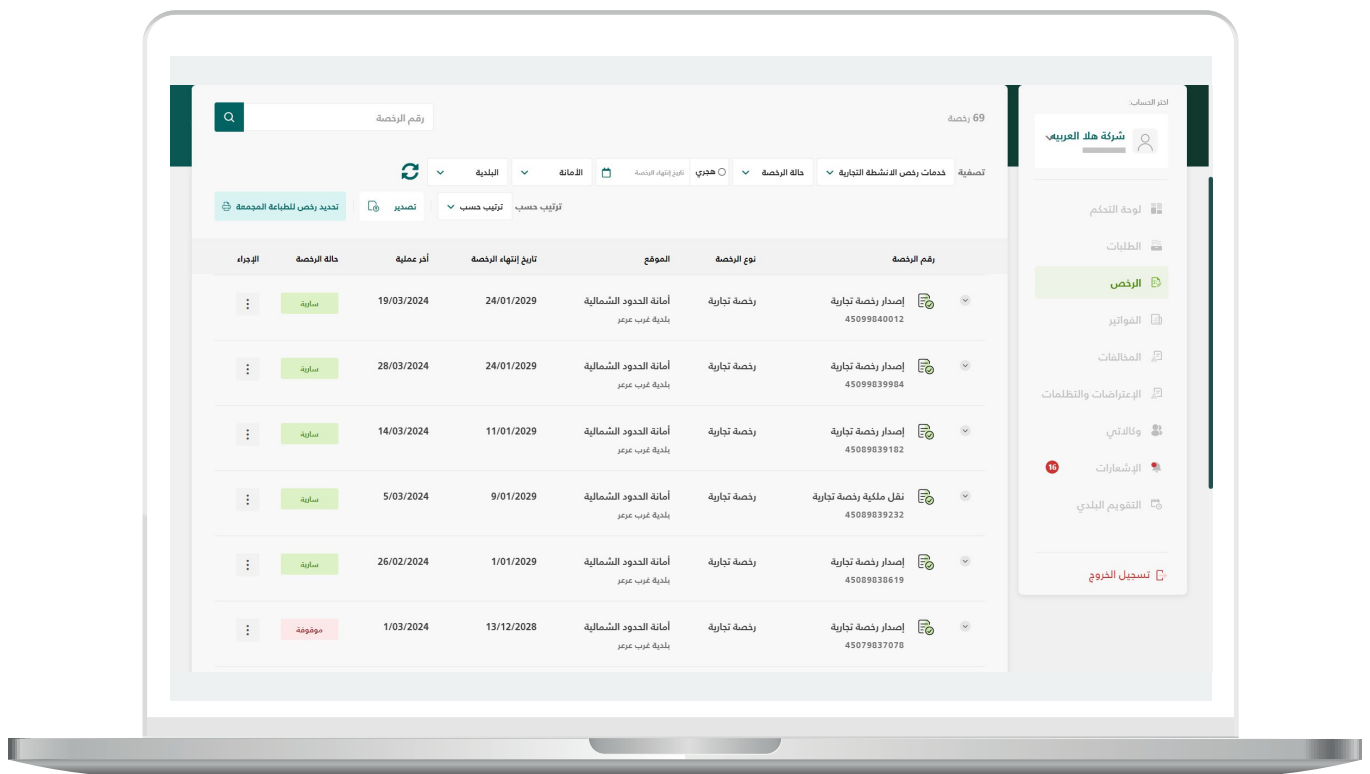 اختر الحساب:
شركة هلا العربيه
لوحة التحكم
الطلبات
الرخص
الفواتير
المخالفات
الإعتراضات والتظلمات
وكالاتي
الإشعارات 16
التقويم البلدي
تسجيل الخروج
69 رخصة
رقم الرخصة
تصفية خدمات رخص الانشطة التجارية حالة الرخصة هجري تاريخ إنتهاء الرخصة الأمانة البلدية
ترتيب حسب ترتيب حسب تصدير تحديد رخص للطباعة المجمعة
رقم الرخصة نوع الرخصة الموقع تاريخ إنتهاء الرخصة أخر عملية حالة الرخصة الإجراء
إصدار رخصة تجارية رخصة تجارية أمانة الحدود الشمالية 24/01/2029 19/03/2024 سارية
45099840012 بلدية غرب عرعر
إصدار رخصة تجارية رخصة تجارية أمانة الحدود الشمالية 24/01/2029 28/03/2024 سارية
45099839984 بلدية غرب عرعر
إصدار رخصة تجارية رخصة تجارية أمانة الحدود الشمالية 11/01/2029 14/03/2024 سارية
45089839182 بلدية غرب عرعر
نقل ملكية رخصة تجارية رخصة تجارية أمانة الحدود الشمالية 9/01/2029 5/03/2024 سارية
45089839232 بلدية غرب عرعر
إصدار رخصة تجارية رخصة تجارية أمانة الحدود الشمالية 1/01/2029 26/02/2024 سارية
45089838619 بلدية غرب عرعر
إصدار رخصة تجارية رخصة تجارية أمانة الحدود الشمالية 13/12/2028 1/03/2024 موقوفة
45079837078 بلدية غرب عرعر